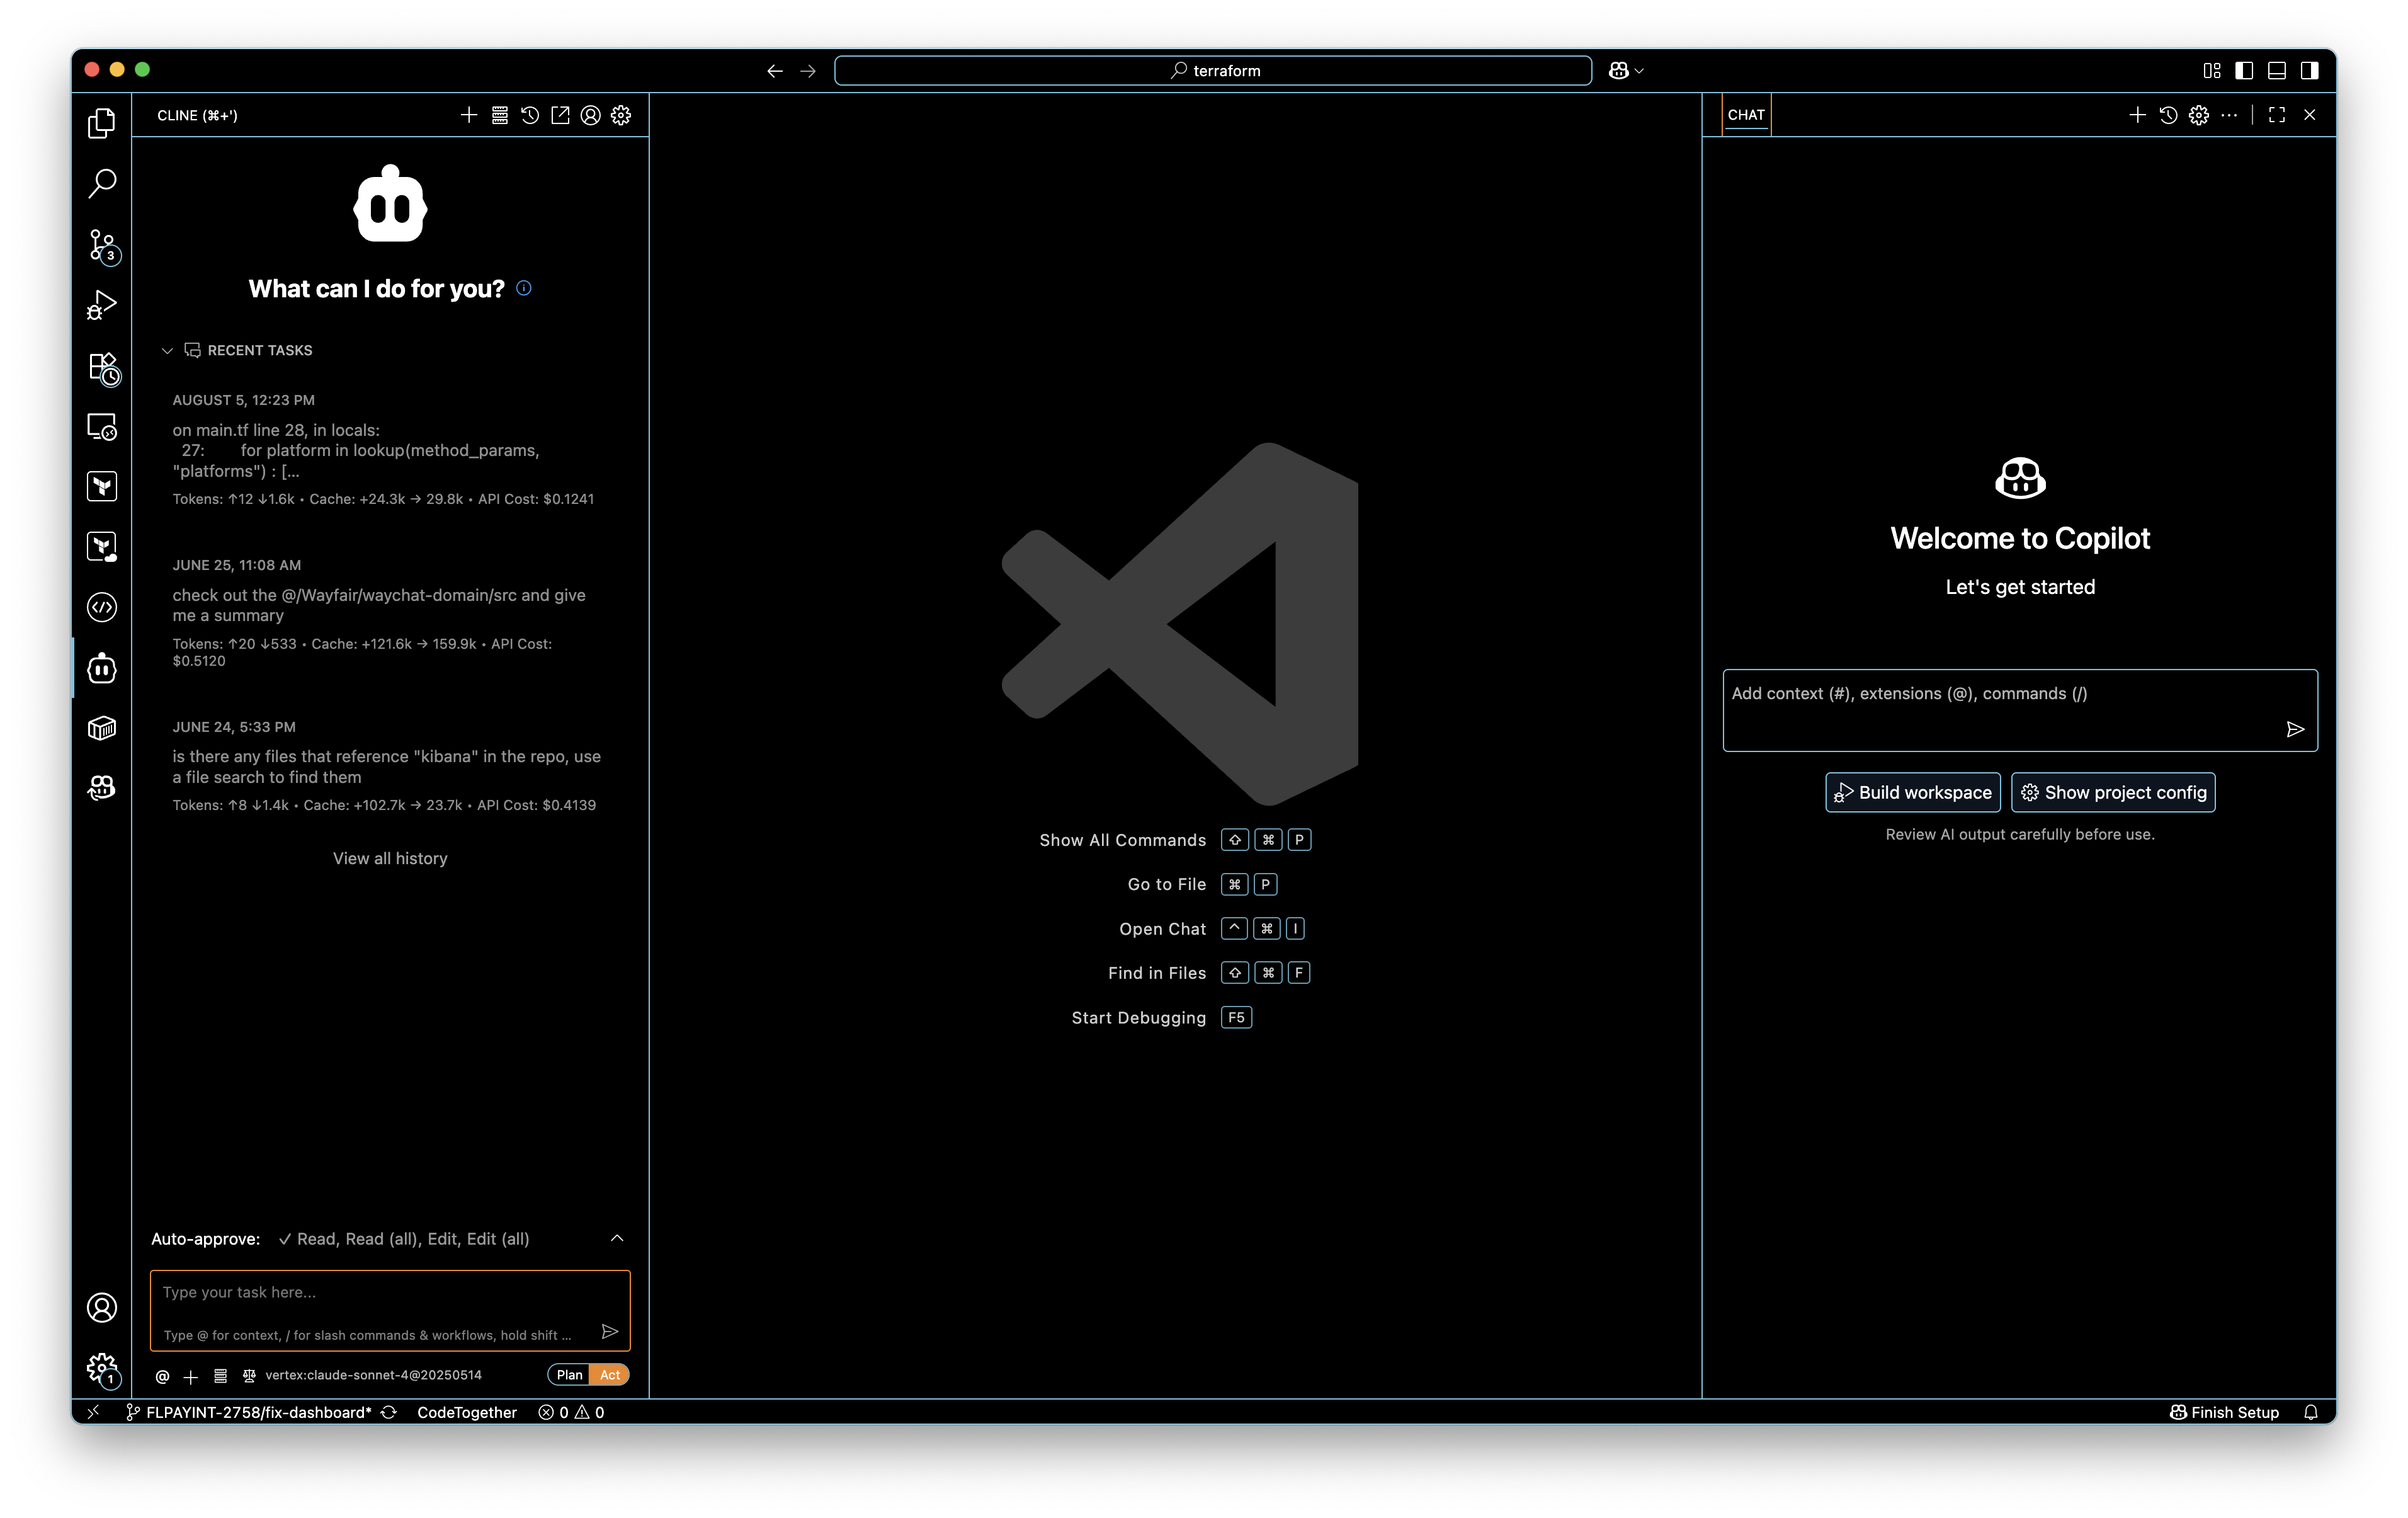 terraform
CLINE (⌘+')
CHAT
3
What can I do for you?
RECENT TASKS
AUGUST 5, 12:23 PM
on main.tf line 28, in locals:
27:        for platform in lookup(method_params,
"platforms") : [...
Tokens: ↑12 ↓1.6k • Cache: +24.3k → 29.8k • API Cost: $0.1241
JUNE 25, 11:08 AM
check out the @/Wayfair/waychat-domain/src and give
me a summary
Tokens: ↑20 ↓533 • Cache: +121.6k → 159.9k • API Cost:
$0.5120
JUNE 24, 5:33 PM
is there any files that reference "kibana" in the repo, use
a file search to find them
Tokens: ↑8 ↓1.4k • Cache: +102.7k → 23.7k • API Cost: $0.4139
View all history
Auto-approve: ✓ Read, Read (all), Edit, Edit (all)
Type your task here...
Type @ for context, / for slash commands & workflows, hold shift ...
@ + vertex:claude-sonnet-4@20250514 Plan Act
1
Show All Commands ⇧ ⌘ P
Go to File ⌘ P
Open Chat ^ ⌘ I
Find in Files ⇧ ⌘ F
Start Debugging F5
Welcome to Copilot
Let's get started
Add context (#), extensions (@), commands (/)
Build workspace Show project config
Review AI output carefully before use.
FLPAYINT-2758/fix-dashboard* CodeTogether 0 0 Finish Setup